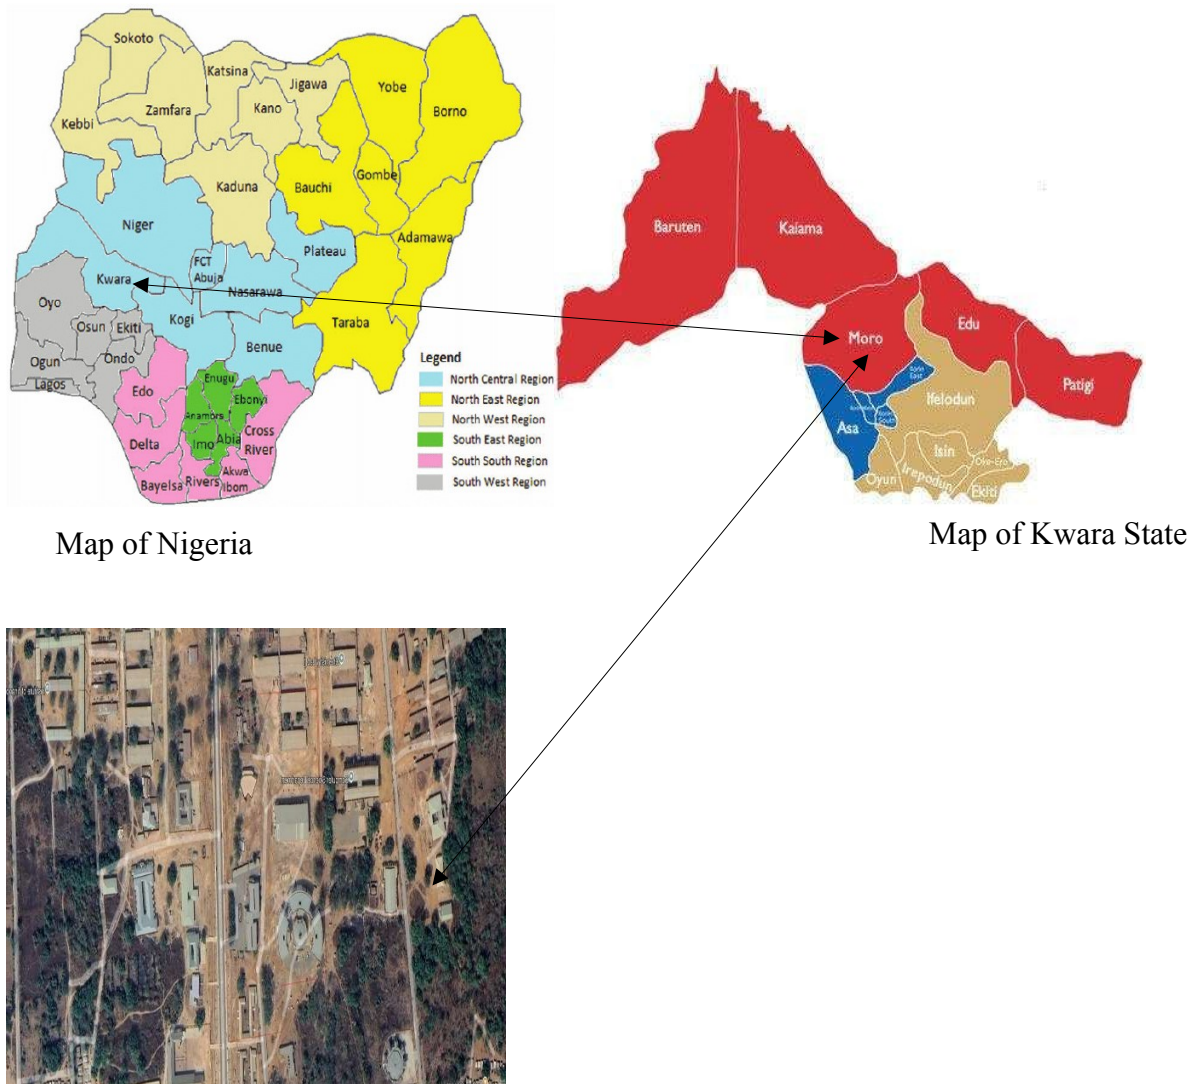 Sokoto
Katsina
Jigawa
Yobe
Borno
Kano
Zamfara
Kebbi
Kaduna
Bauchi
Gombe
Niger
Adamawa
Plateau
FCT
Abuja
Kwara
Nasarawa
Oyo
Taraba
Kogi
Osun
Ekiti
Benue
Ogun
Ondo
Lagos
Edo
Enugu
Ebonyi
Anambra
Delta
Imo
Abia
Cross
River
Akwa
Ibom
Bayelsa
Rivers
Legend
North Central Region
North East Region
North West Region
South East Region
South South Region
South West Region
Map of Nigeria
Baruten
Kaiama
Moro
Edu
Patigi
Ifelodun
Asa
Isin
Oke-Ero
Oyun
Irepodun
Ekiti
Map of Kwara State